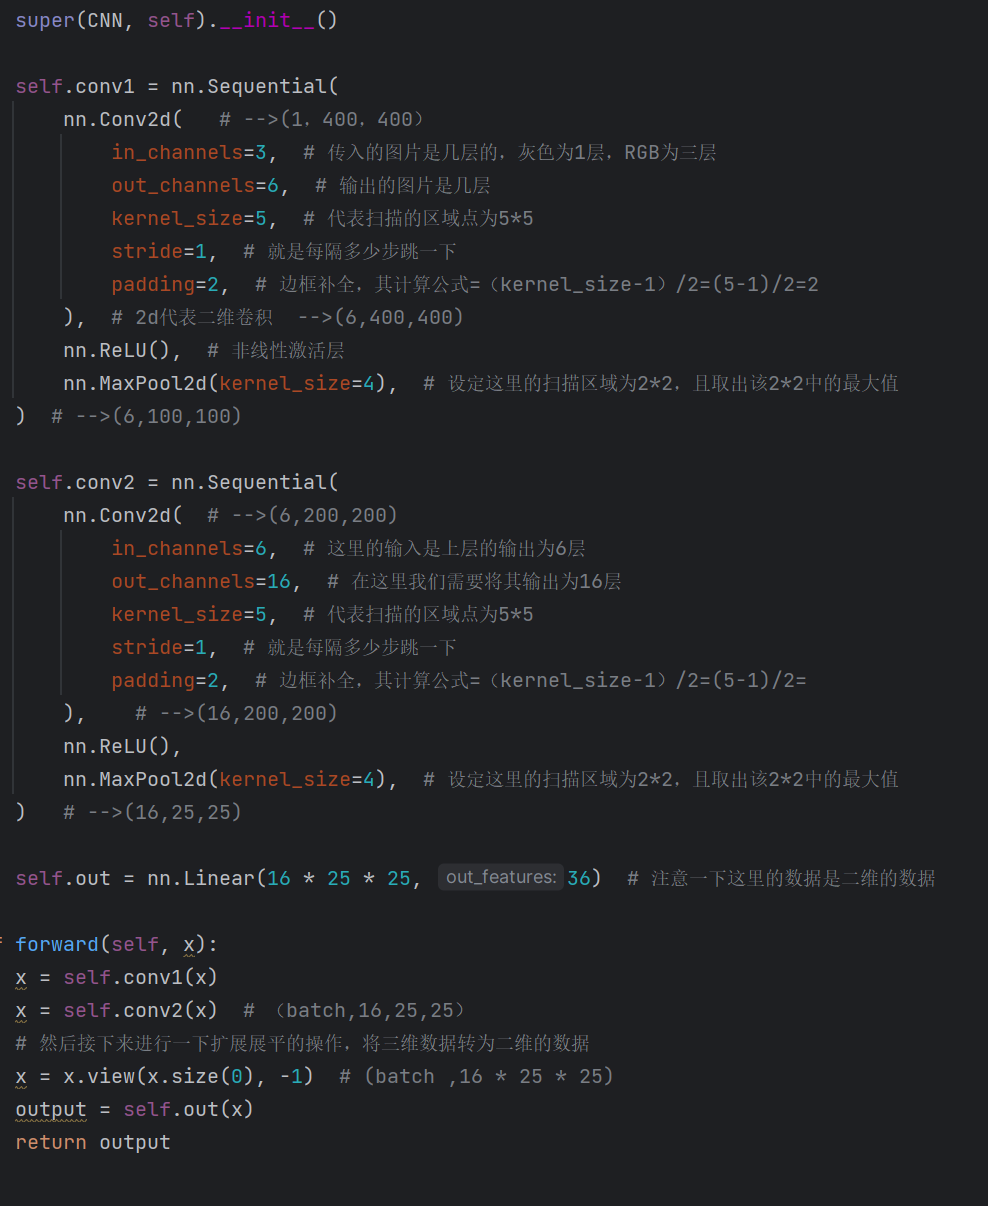 super(CNN, self).__init__()
self.conv1 = nn.Sequential(
nn.Conv2d(   # -->(1，400，400）
in_channels=3,  # 传入的图片是几层的，灰色为1层，RGB为三层
out_channels=6,  # 输出的图片是几层
kernel_size=5,  # 代表扫描的区域点为5*5
stride=1,  # 就是每隔多少步跳一下
padding=2,  # 边框补全，其计算公式=（kernel_size-1）/2=(5-1)/2=2
),  # 2d代表二维卷积  -->(6,400,400)
nn.ReLU(),  # 非线性激活层
nn.MaxPool2d(kernel_size=4),  # 设定这里的扫描区域为2*2，且取出该2*2中的最大值
)  # -->(6,100,100)
self.conv2 = nn.Sequential(
nn.Conv2d(  # -->(6,200,200)
in_channels=6,  # 这里的输入是上层的输出为6层
out_channels=16,  # 在这里我们需要将其输出为16层
kernel_size=5,  # 代表扫描的区域点为5*5
stride=1,  # 就是每隔多少步跳一下
padding=2,  # 边框补全，其计算公式=（kernel_size-1）/2=(5-1)/2=
),    # -->(16,200,200)
nn.ReLU(),
nn.MaxPool2d(kernel_size=4),  # 设定这里的扫描区域为2*2，且取出该2*2中的最大值
)   # -->(16,25,25)
self.out = nn.Linear(16 * 25 * 25, out_features: 36)  # 注意一下这里的数据是二维的数据
f forward(self, x):
x = self.conv1(x)
x = self.conv2(x)  # （batch,16,25,25）
# 然后接下来进行一下扩展展平的操作，将三维数据转为二维的数据
x = x.view(x.size(0), -1)  # (batch ,16 * 25 * 25)
output = self.out(x)
return output